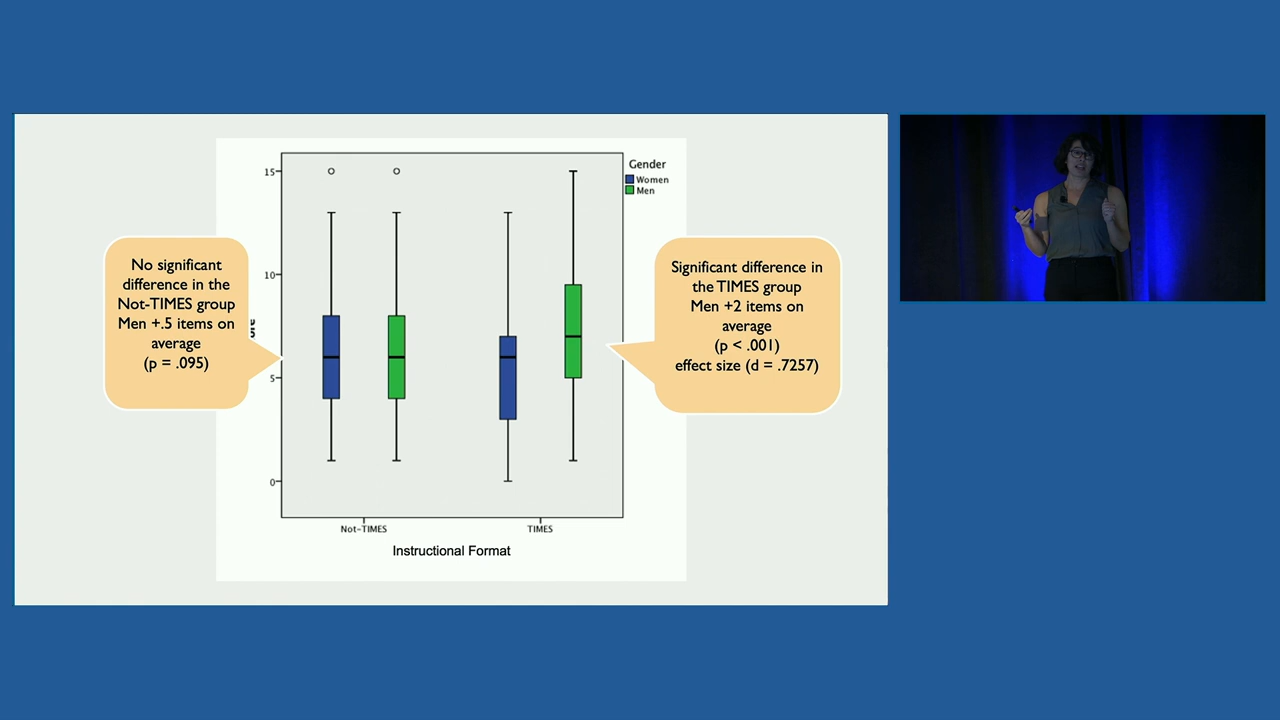 15
10
5
0
Gender
Women
Men
No significant
difference in the
Not-TIMES group
Men +.5 items on
average
(p = .095)
Significant difference in
the TIMES group
Men +2 items on
average
(p < .001)
effect size (d = .7257)
Not-TIMES
TIMES
Instructional Format